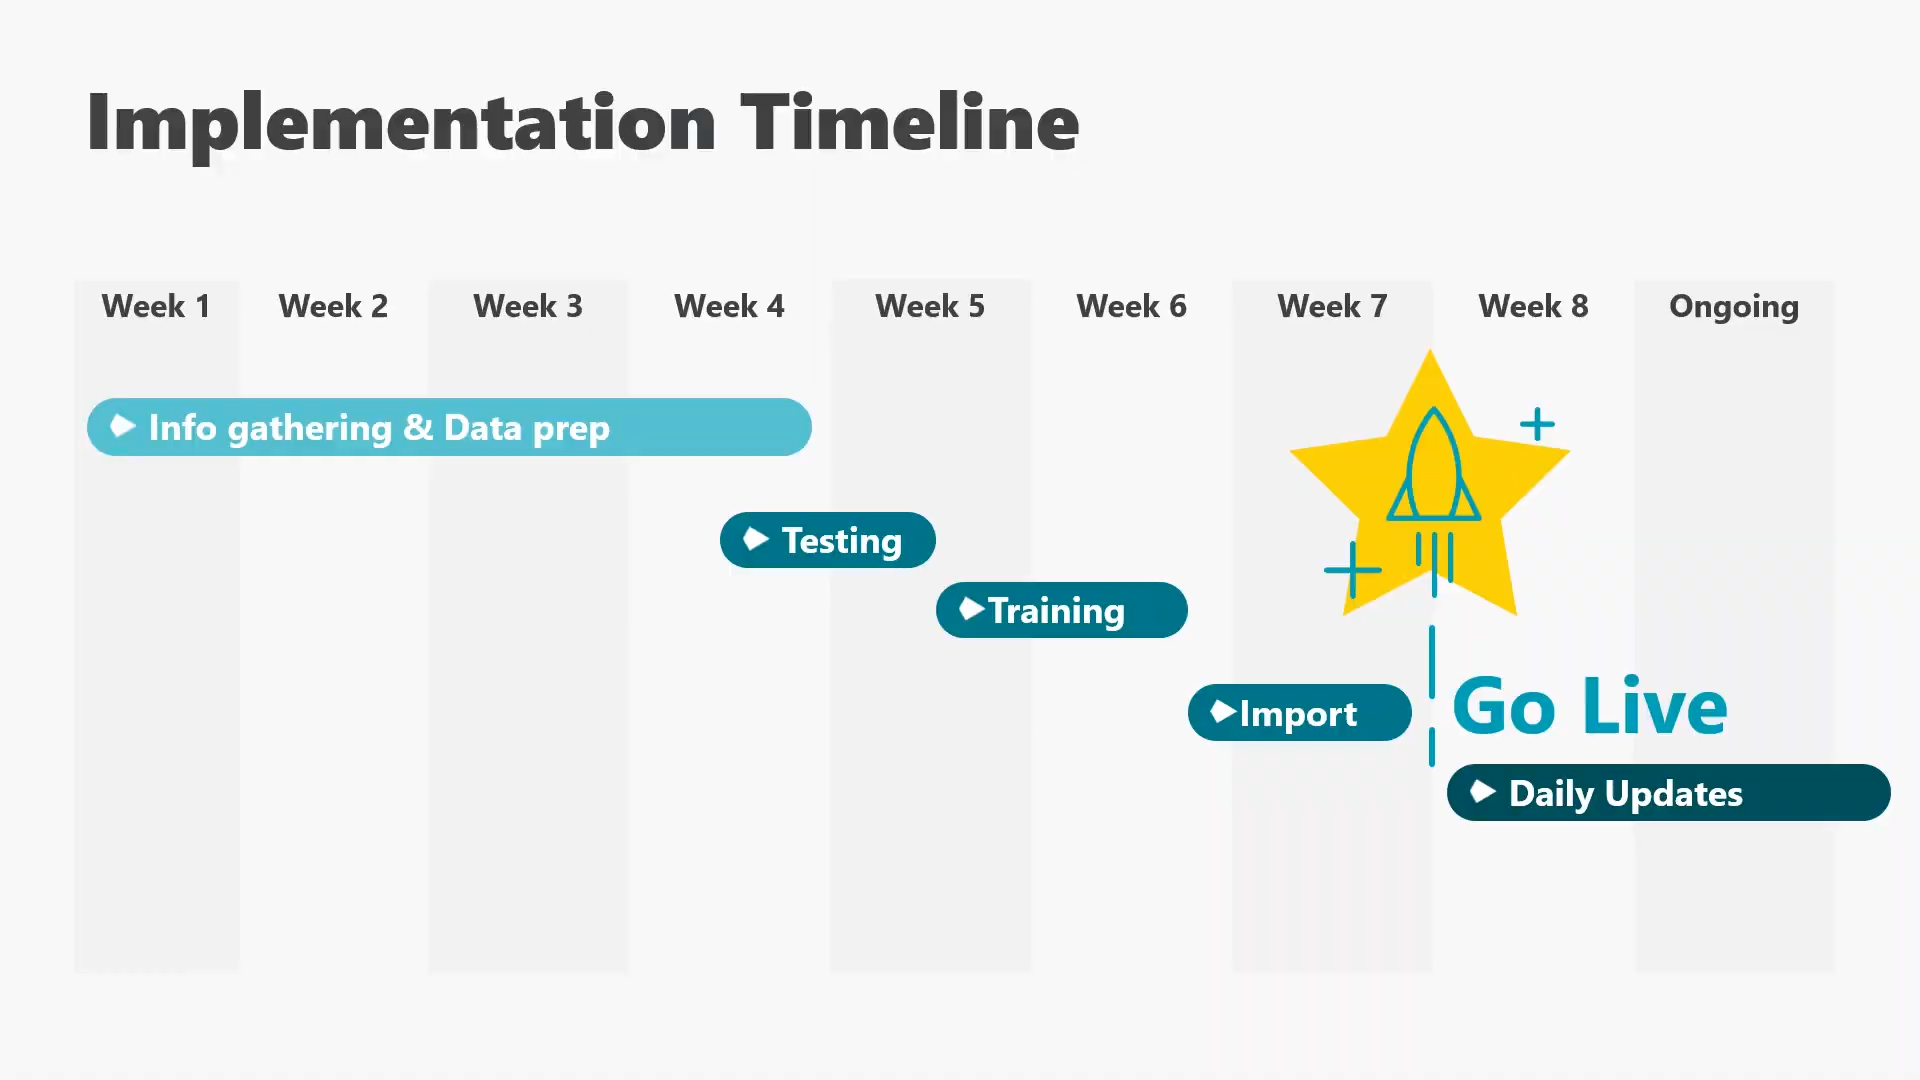 Implementation Timeline
Week 1 Week 2 Week 3 Week 4 Week 5 Week 6 Week 7 Week 8 Ongoing
Info gathering & Data prep
Testing
Training
Import
Go Live
Daily Updates